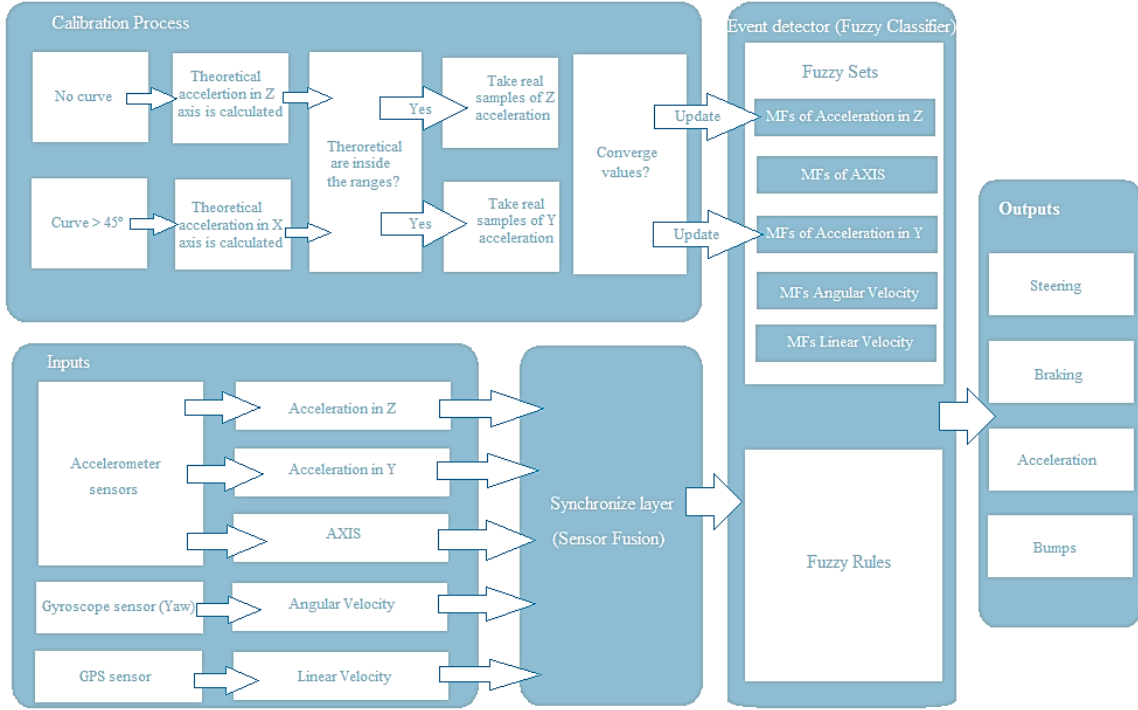 Calibration Process
No curve
Theoretical
accelertion in Z
axis is calculated
Curve > 45º
Theoretical
acceleration in X
axis is calculated
Theroretical
are inside
the ranges?
Yes
Yes
Take real
samples of Z
acceleration
Take real
samples of Y
acceleration
Converge
values?
Update
Update
Event detector (Fuzzy Classifier)
Fuzzy Sets
MFs of Acceleration in Z
MFs of AXIS
MFs of Acceleration in Y
MFs Angular Velocity
MFs Linear Velocity
Fuzzy Rules
Inputs
Accelerometer
sensors
Gyroscope sensor (Yaw)
GPS sensor
Acceleration in Z
Acceleration in Y
AXIS
Angular Velocity
Linear Velocity
Synchronize layer
(Sensor Fusion)
Outputs
Steering
Braking
Acceleration
Bumps